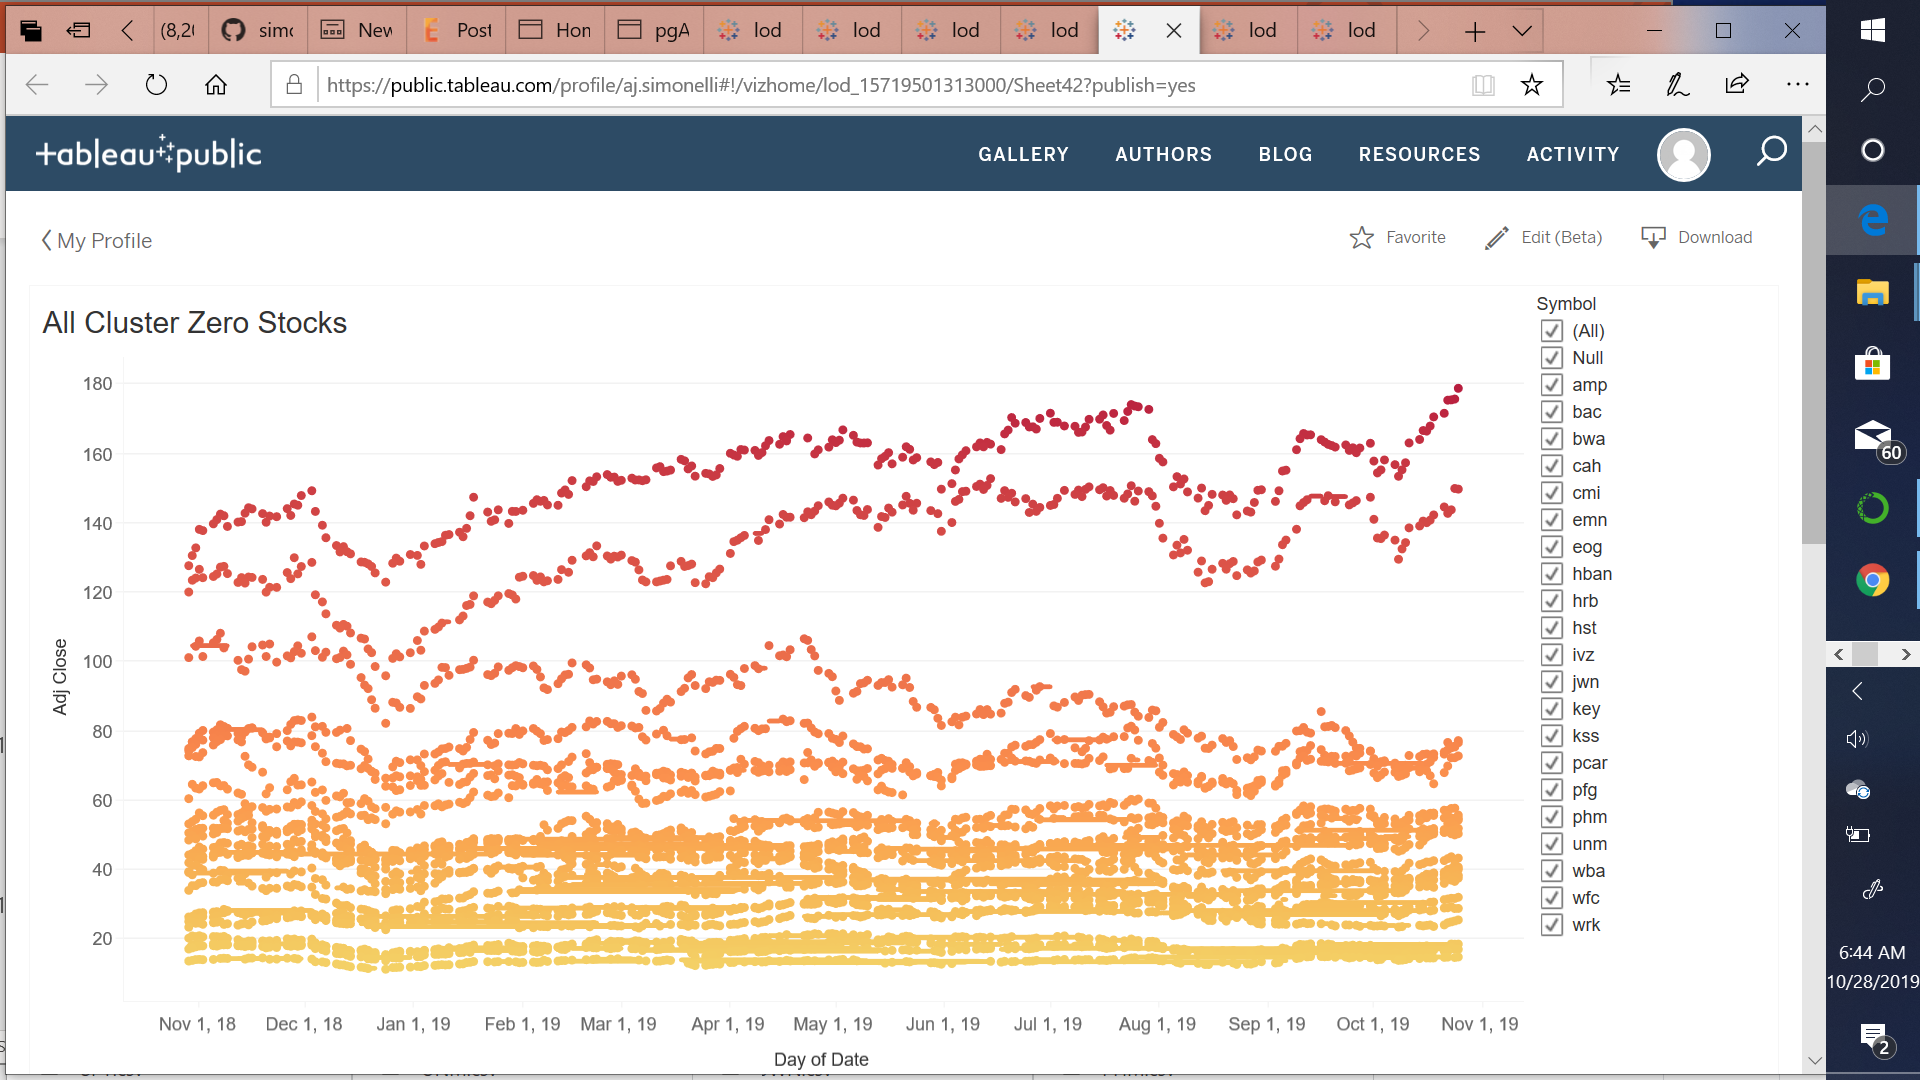 (8,2
simo
New
Post
Hon
pgA
lod
lod
lod
lod
lod
lod
https://public.tableau.com/profile/aj.simonelli#!/vizhome/lod_15719501313000/Sheet42?publish=yes
+ableau public
GALLERY
AUTHORS
BLOG
RESOURCES
ACTIVITY
My Profile
Favorite
Edit (Beta)
Download
All Cluster Zero Stocks
180
160
140
120
100
80
60
40
20
Adj Close
Nov 1, 18
Dec 1, 18
Jan 1, 19
Feb 1, 19
Mar 1, 19
Apr 1, 19
May 1, 19
Jun 1, 19
Jul 1, 19
Aug 1, 19
Sep 1, 19
Oct 1, 19
Nov 1, 19
Day of Date
Symbol
(All)
Null
amp
bac
bwa
cah
cmi
emn
eog
hban
hrb
hst
ivz
jwn
key
kss
pcar
pfg
phm
unm
wba
wfc
wrk
60
6:44 AM
10/28/2019
2